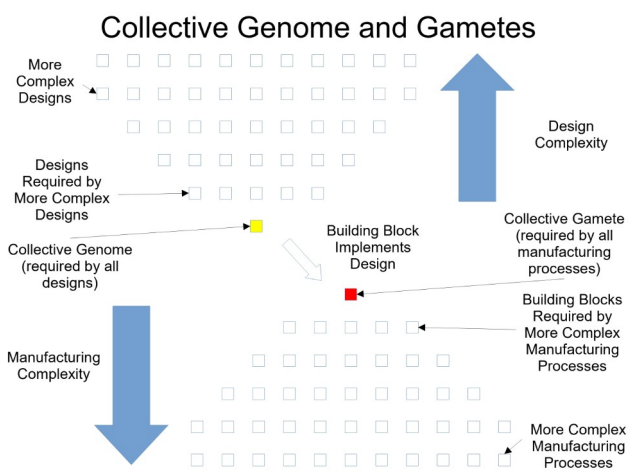 Collective Genome and Gametes
More
Complex
Designs
Design
Complexity
Designs
Required by
More Complex
Designs
Collective Genome
(required by all
designs)
Building Block
Implements
Design
Collective Gamete
(required by all
manufacturing
processes)
Building Blocks
Required by
More Complex
Manufacturing
Processes
Manufacturing
Complexity
More Complex
Manufacturing
Processes